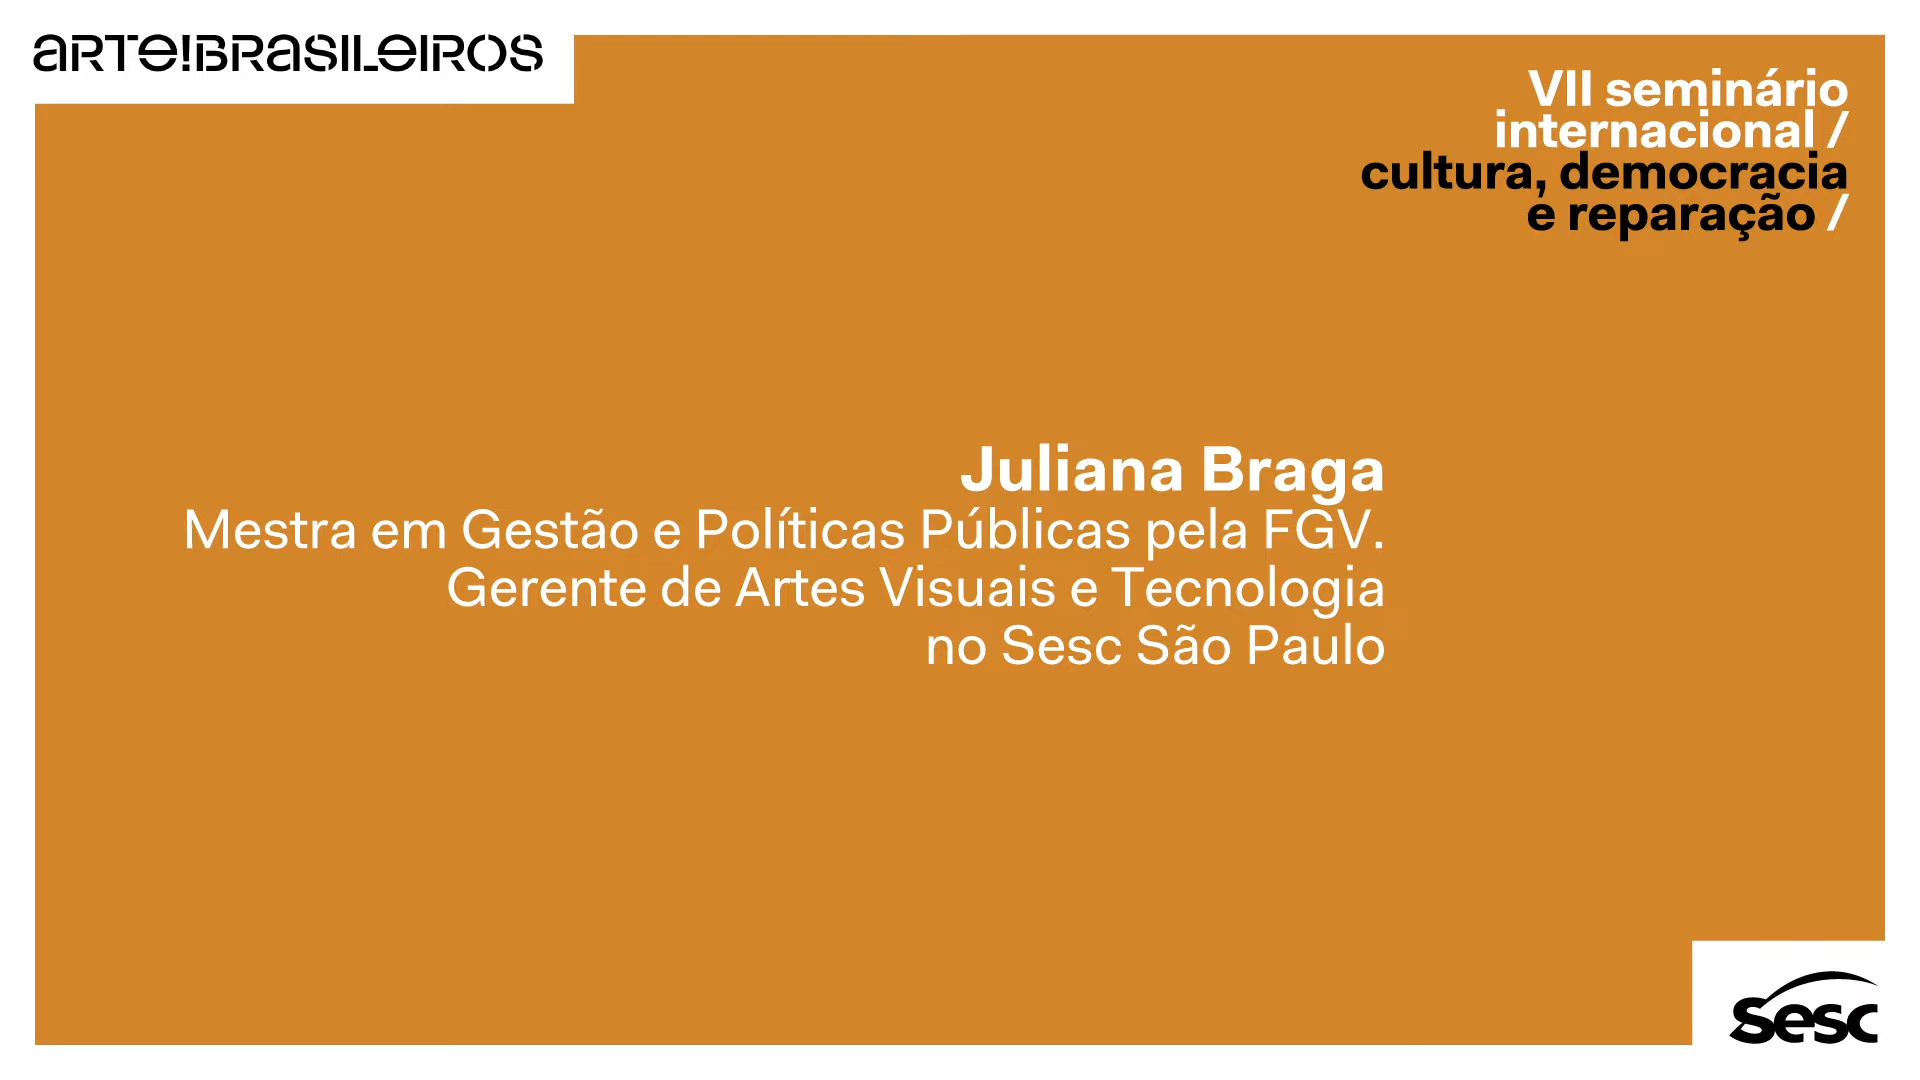 arte!brasileiros
VII seminário
internacional /
cultura, democracia
e reparação /
Juliana Braga
Mestra em Gestão e Políticas Públicas pela FGV.
Gerente de Artes Visuais e Tecnologia
no Sesc São Paulo
Sesc